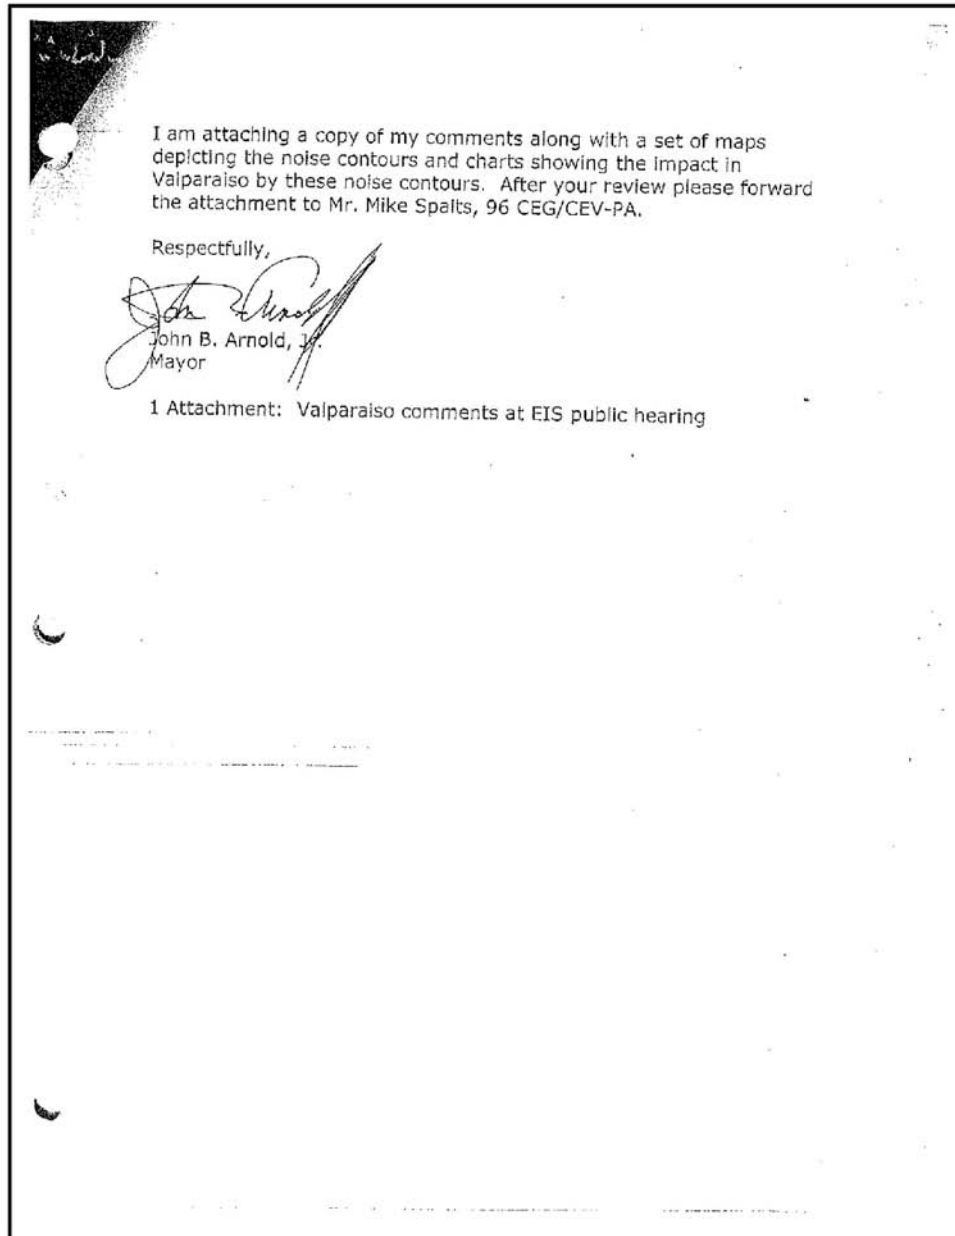 I am attaching a copy of my comments along with a set of maps
depicting the noise contours and charts showing the impact in
Valparaiso by these noise contours. After your review please forward
the attachment to Mr. Mike Spaits, 96 CEG/CEV-PA.
Respectfully,
John B. Arnold, Jr.
Mayor
1 Attachment: Valparaiso comments at EIS public hearing